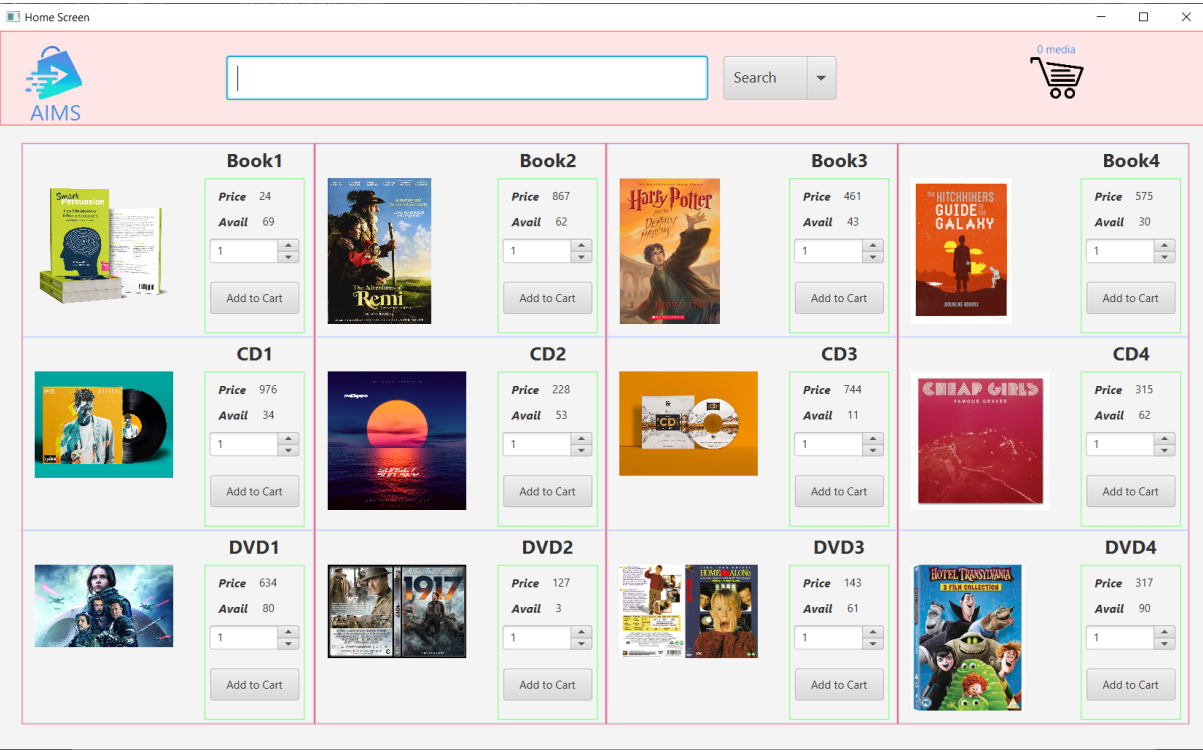 Home Screen
AIMS
Search
0 media
Book1
Price 24
Avail 69
1
Add to Cart
Smart
Persuasion
Book2
Price 867
Avail 62
1
Add to Cart
The Adventures of
Remi
Book3
Price 461
Avail 43
1
Add to Cart
Harry Potter
AND THE
DEATHLY
HALLOWS
J. K. ROWLING
SCHOLASTIC
Book4
Price 575
Avail 30
1
Add to Cart
THE HITCHHIKERS
GUIDE TO THE
GALAXY
DOUGLAS ADAMS
CD1
Price 976
Avail 34
1
Add to Cart
CD2
Price 228
Avail 53
1
Add to Cart
CD3
Price 744
Avail 11
1
Add to Cart
CD
CD
CD4
Price 315
Avail 62
1
Add to Cart
CHEAP GIRLS
FAMOUS GRAVES
DVD1
Price 634
Avail 80
1
Add to Cart
DVD2
Price 127
Avail 3
1
Add to Cart
1917
1917
DVD3
Price 143
Avail 61
1
Add to Cart
HOME ALONE
DVD4
Price 317
Avail 90
1
Add to Cart
HOTEL TRANSYLVANIA
3 FILM COLLECTION